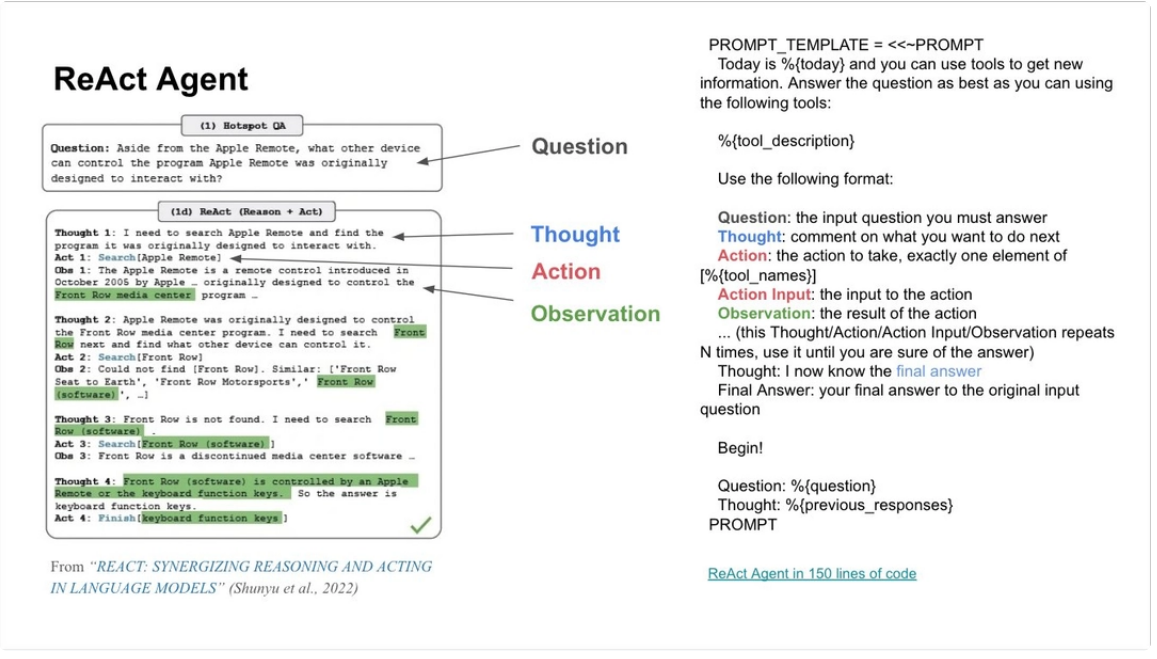 ReAct Agent
(1) Hotspot QA
Question: Aside from the Apple Remote, what other device
can control the program Apple Remote was originally
designed to interact with?
(1d) ReAct (Reason + Act)
Thought 1: I need to search Apple Remote and find the
program it was originally designed to interact with.
Act 1: Search[Apple Remote]
Obs 1: The Apple Remote is a remote control introduced in
October 2005 by Apple … originally designed to control the
Front Row media center program …
Thought 2: Apple Remote was originally designed to control
the Front Row media center program. I need to search Front
Row next and find what other device can control it.
Act 2: Search[Front Row]
Obs 2: Could not find [Front Row]. Similar: ['Front Row
Seat to Earth', 'Front Row Motorsports',' Front Row
(software)', …]
Thought 3: Front Row is not found. I need to search Front
Row (software) .
Act 3: Search[Front Row (software) ]
Obs 3: Front Row is a discontinued media center software …
Thought 4: Front Row (software) is controlled by an Apple
Remote or the keyboard function keys. So the answer is
keyboard function keys.
Act 4: Finish[keyboard function keys ]
From “REACT: SYNERGIZING REASONING AND ACTING
IN LANGUAGE MODELS” (Shunyu et al., 2022)
Question
Thought
Action
Observation
PROMPT_TEMPLATE = <<~PROMPT
Today is %{today} and you can use tools to get new
information. Answer the question as best as you can using
the following tools:
%{tool_description}
Use the following format:
Question: the input question you must answer
Thought: comment on what you want to do next
Action: the action to take, exactly one element of
[%{tool_names}]
Action Input: the input to the action
Observation: the result of the action
... (this Thought/Action/Action Input/Observation repeats
N times, use it until you are sure of the answer)
Thought: I now know the final answer
Final Answer: your final answer to the original input
question
Begin!
Question: %{question}
Thought: %{previous_responses}
PROMPT
ReAct Agent in 150 lines of code